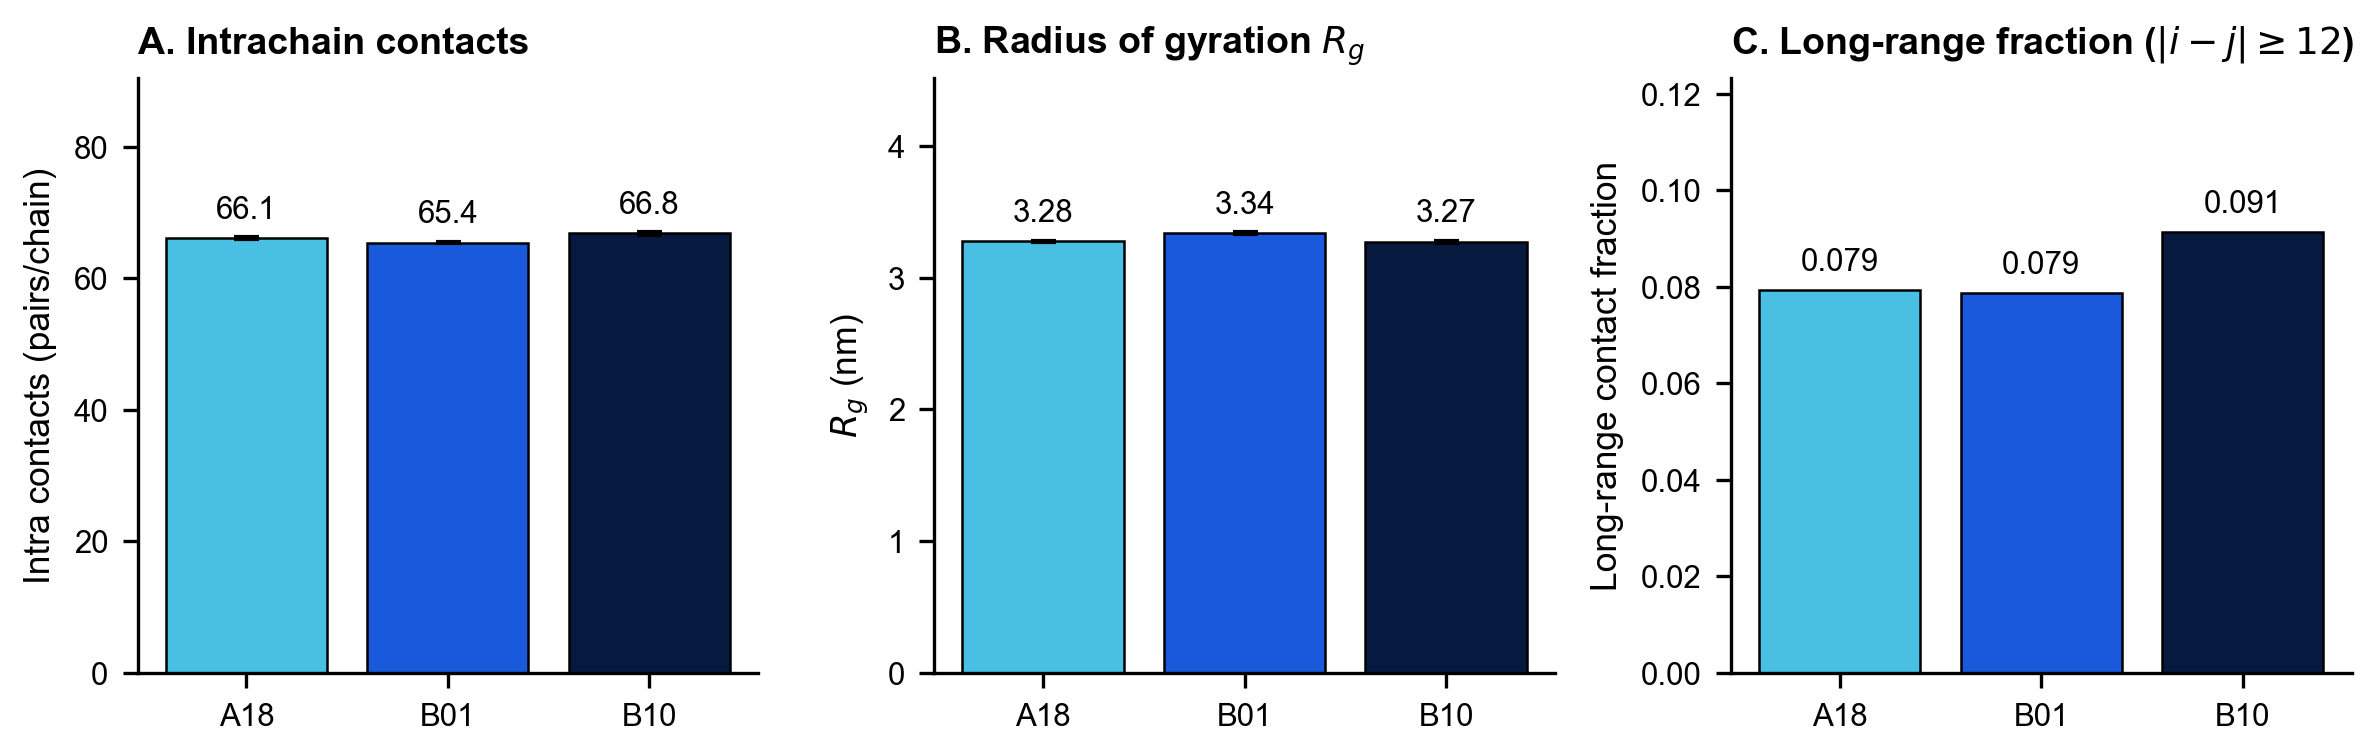 A. Intrachain contacts
Intra contacts (pairs/chain)
80
60
40
20
0
66.1
65.4
66.8
A18
B01
B10
B. Radius of gyration R_g
R_g (nm)
4
3
2
1
0
3.28
3.34
3.27
A18
B01
B10
C. Long-range fraction (|i − j| ≥ 12)
Long-range contact fraction
0.12
0.10
0.08
0.06
0.04
0.02
0.00
0.079
0.079
0.091
A18
B01
B10